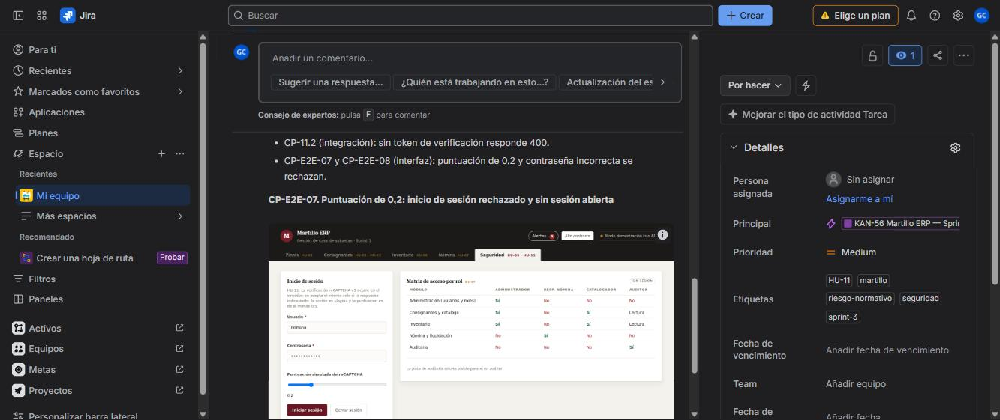 Jira
Buscar
+ Crear
Elige un plan
GC
Para ti
Recientes
Marcados como favoritos
Aplicaciones
Planes
Espacio
Recientes
Mi equipo
Más espacios
Recomendado
Crear una hoja de ruta
Probar
Filtros
Paneles
Activos
Equipos
Metas
Proyectos
Personalizar barra lateral
GC
Añadir un comentario...
Sugerir una respuesta...
¿Quién está trabajando en esto...?
Actualización del es
Consejo de expertos: pulsa F para comentar
• CP-11.2 (integración): sin token de verificación responde 400.
• CP-E2E-07 y CP-E2E-08 (interfaz): puntuación de 0,2 y contraseña incorrecta se
rechazan.
CP-E2E-07. Puntuación de 0,2: inicio de sesión rechazado y sin sesión abierta
M
Martillo ERP
Gestión de casa de subastas · Sprint 3
Alertas
Alto contraste
Modo demostración (sin AI
Piezas HU-01
Consignantes HU-02 · HU-03
Inventario
Nómina HU-07
Seguridad HU-09 · HU-11
Inicio de sesión
HU-11. La verificación reCAPTCHA v3 ocurre en el
servidor: se acepta el intento solo si la respuesta
indica éxito, la acción es «login» y la puntuación es
de al menos 0,5.
Usuario *
nomina
Contraseña *
••••••••••••
Puntuación simulada de reCAPTCHA
0,2
Iniciar sesión
Cerrar sesión
Matriz de acceso por rol HU-09
SIN SESIÓN
MÓDULO ADMINISTRADOR RESP. NÓMINA CATALOGADOR AUDITOR
Administración (usuarios y roles) Sí No No No
Consignantes y catálogo Sí No Sí Lectura
Inventario Sí No Sí Lectura
Nómina y liquidación No Sí No No
Auditoría No No No Sí
La pista de auditoría solo es visible para el rol auditor.
1
Por hacer
Mejorar el tipo de actividad Tarea
Detalles
Persona
asignada
Sin asignar
Asignarme a mí
Principal
KAN-56 Martillo ERP — Sprin
Prioridad
Medium
Etiquetas
HU-11
martillo
riesgo-normativo
seguridad
sprint-3
Fecha de
vencimiento
Añadir fecha de vencimiento
Team
Añadir equipo
Fecha de
Añadir fecha